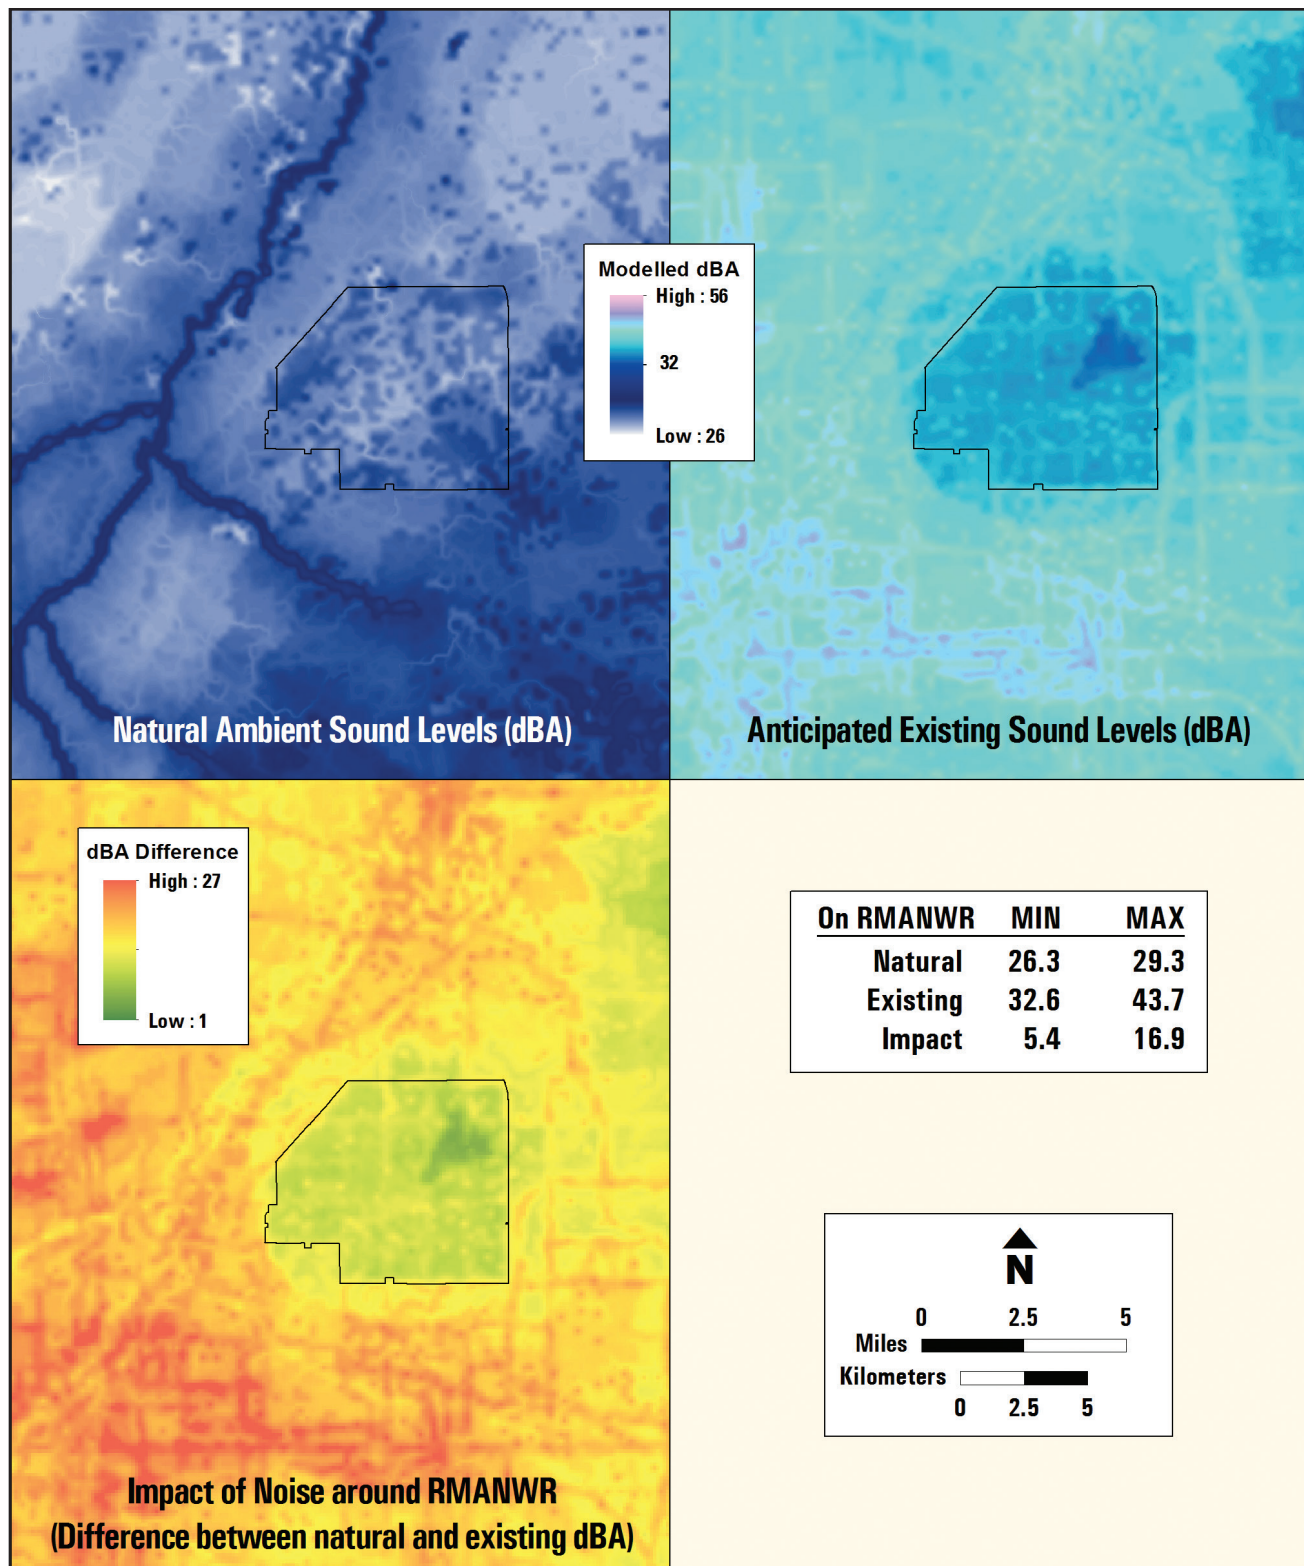 Modelled dBA
High : 56
32
Low : 26
Natural Ambient Sound Levels (dBA)
Anticipated Existing Sound Levels (dBA)
dBA Difference
High : 27
Low : 1
Impact of Noise around RMANWR
(Difference between natural and existing dBA)
On RMANWR MIN MAX
Natural 26.3 29.3
Existing 32.6 43.7
Impact 5.4 16.9
N
0 2.5 5
Miles
Kilometers
0 2.5 5